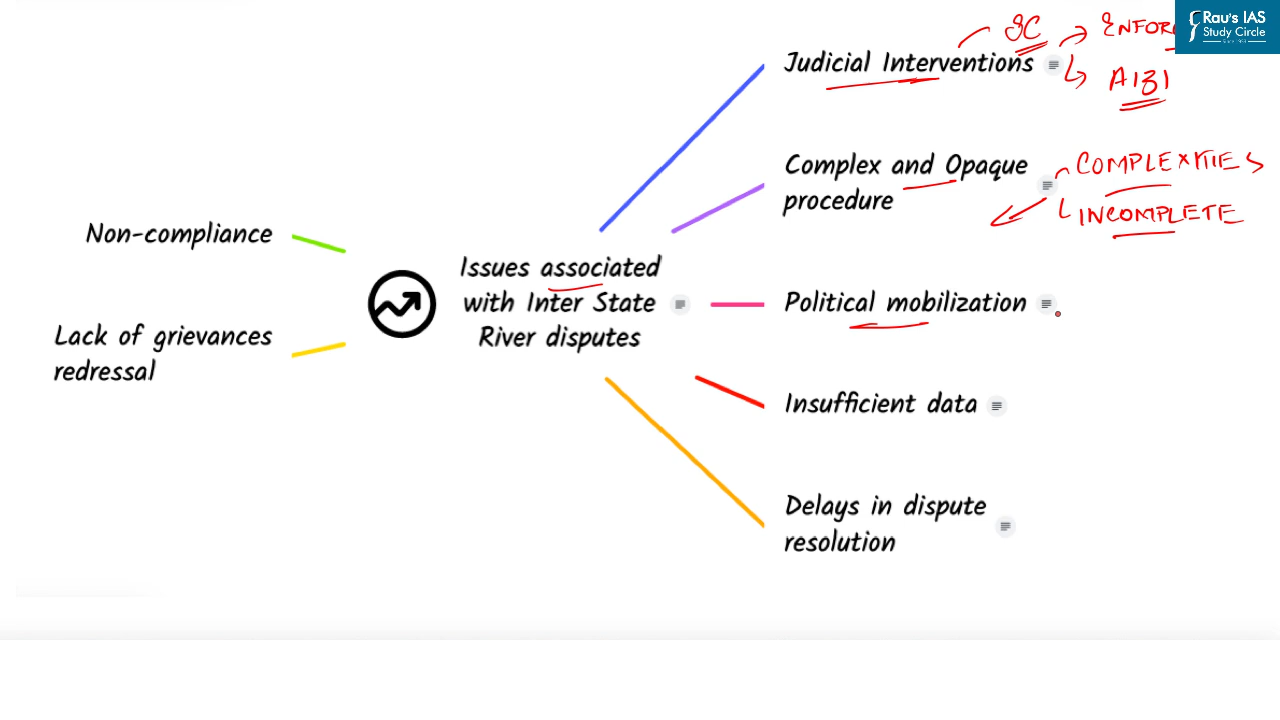 Rau's IAS
Study Circle
SC
ENFOR
Judicial Interventions
Complex and Opaque
procedure
COMPLEXITIES
INCOMPLETE
Non-compliance
Lack of grievances
redressal
Issues associated
with Inter State
River disputes
Political mobilization
Insufficient data
Delays in dispute
resolution